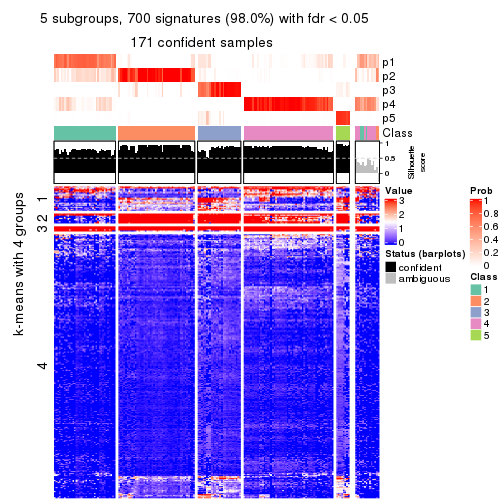 5 subgroups, 700 signatures (98.0%) with fdr < 0.05
171 confident samples
p1
p2
p3
p4
p5
Class
1
0.5
0
Silhouette
score
k-means with 4 groups
1
2
3
4
Value
3
2
1
0
Status (barplots)
confident
ambiguous
Prob
1
0.8
0.6
0.4
0.2
0
Class
1
2
3
4
5